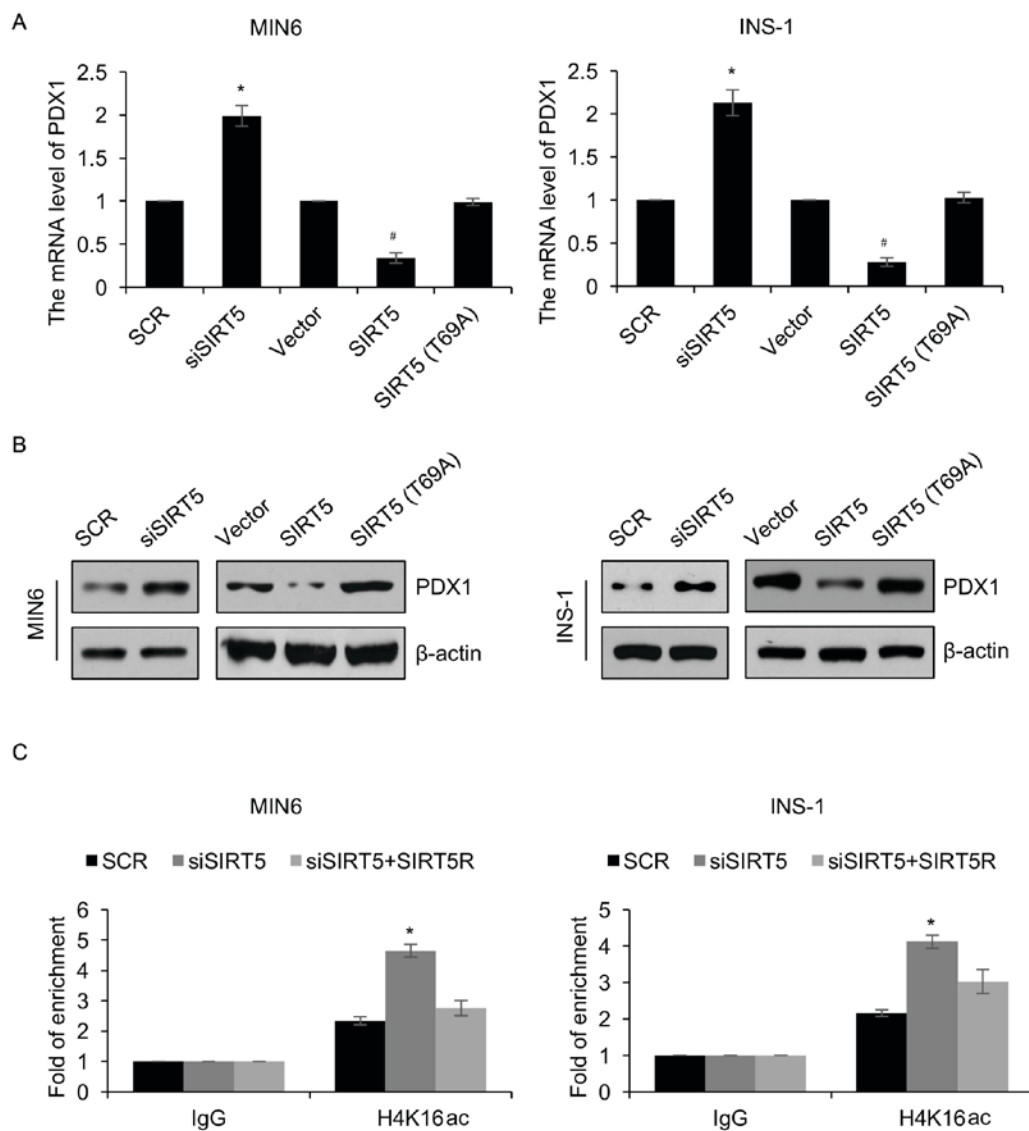 A
MIN6
INS-1
The mRNA level of PDX1
2.5
2
1.5
1
0.5
0
SCR
siSIRT5
Vector
SIRT5
SIRT5 (T69A)
*
#
The mRNA level of PDX1
2.5
2
1.5
1
0.5
0
SCR
siSIRT5
Vector
SIRT5
SIRT5 (T69A)
*
#
B
SCR
siSIRT5
Vector
SIRT5
SIRT5 (T69A)
MIN6
PDX1
β-actin
SCR
siSIRT5
Vector
SIRT5
SIRT5 (T69A)
INS-1
PDX1
β-actin
C
MIN6
SCR siSIRT5 siSIRT5+SIRT5R
Fold of enrichment
6
5
4
3
2
1
0
*
IgG H4K16ac
INS-1
SCR siSIRT5 siSIRT5+SIRT5R
Fold of enrichment
5
4
3
2
1
0
*
IgG H4K16ac